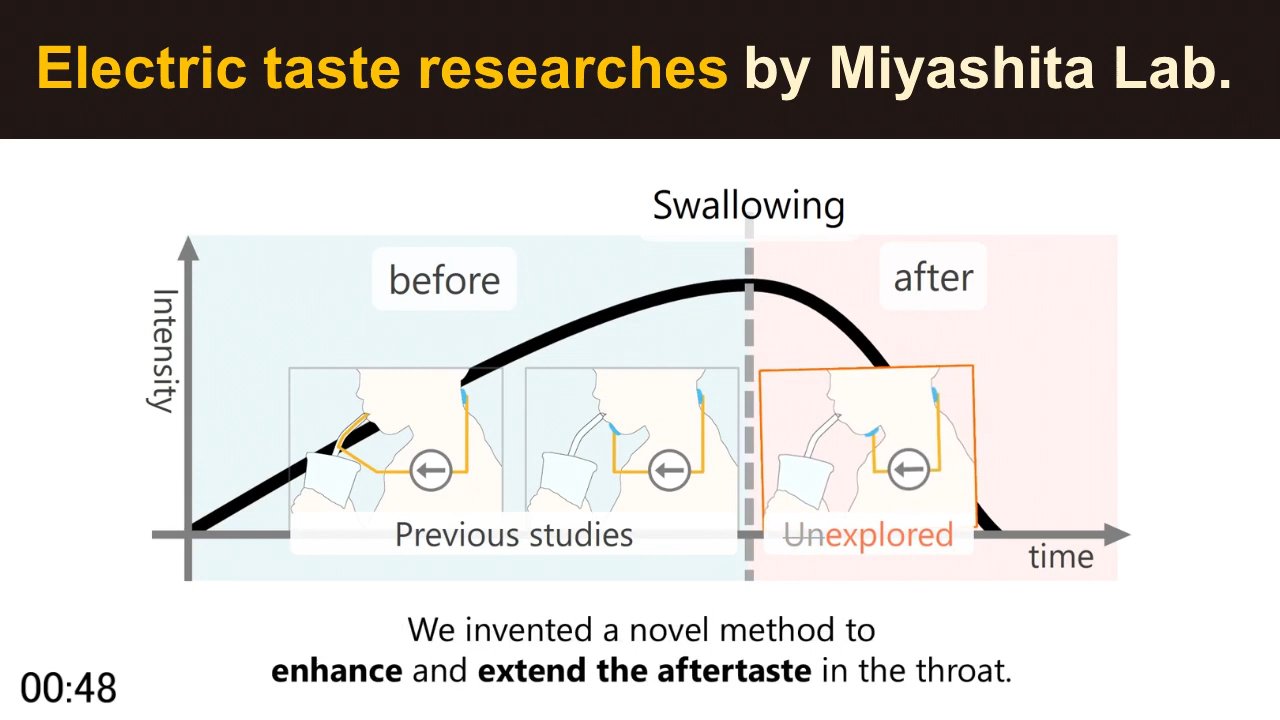 Electric taste researches by Miyashita Lab.
Swallowing
before
after
Intensity
Previous studies
Unexplored
time
We invented a novel method to
enhance and extend the aftertaste in the throat.
00:48